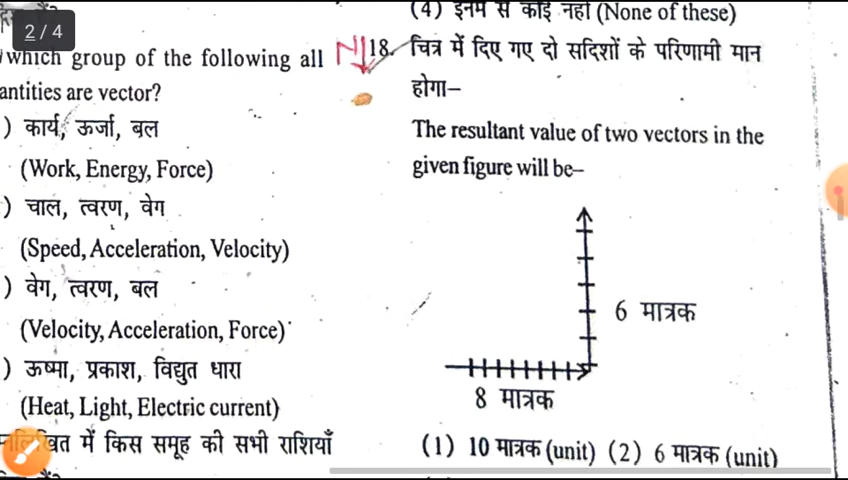 2 / 4
which group of the following all
antities are vector?
) कार्य, ऊर्जा, बल
(Work, Energy, Force)
) चाल, त्वरण, वेग
(Speed, Acceleration, Velocity)
) वेग, त्वरण, बल
(Velocity, Acceleration, Force)
) ऊष्मा, प्रकाश, विद्युत धारा
(Heat, Light, Electric current)
में किस समूह की सभी राशियाँ
(4) इनमें से कोई नहीं (None of these)
18. चित्र में दिए गए दो सदिशों के परिणामी मान
होगा–
The resultant value of two vectors in the
given figure will be–
6 मात्रक
8 मात्रक
(1) 10 मात्रक (unit) (2) 6 मात्रक (unit)